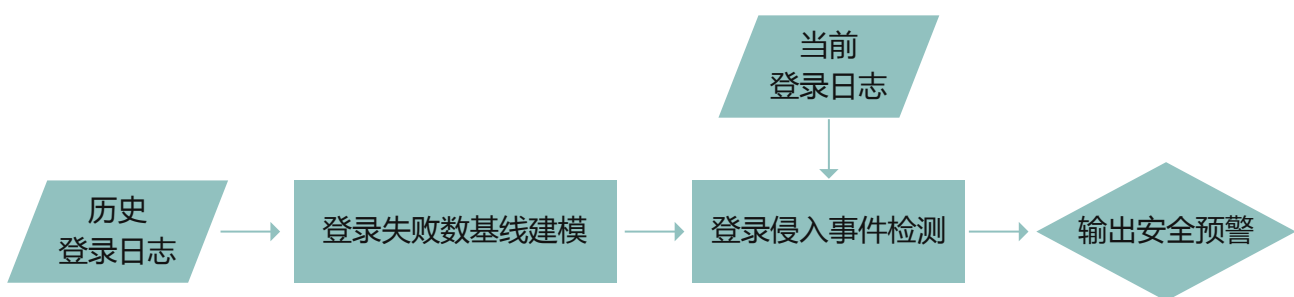 当前
登录日志
历史
登录日志
登录失败数基线建模
登录侵入事件检测
输出安全预警